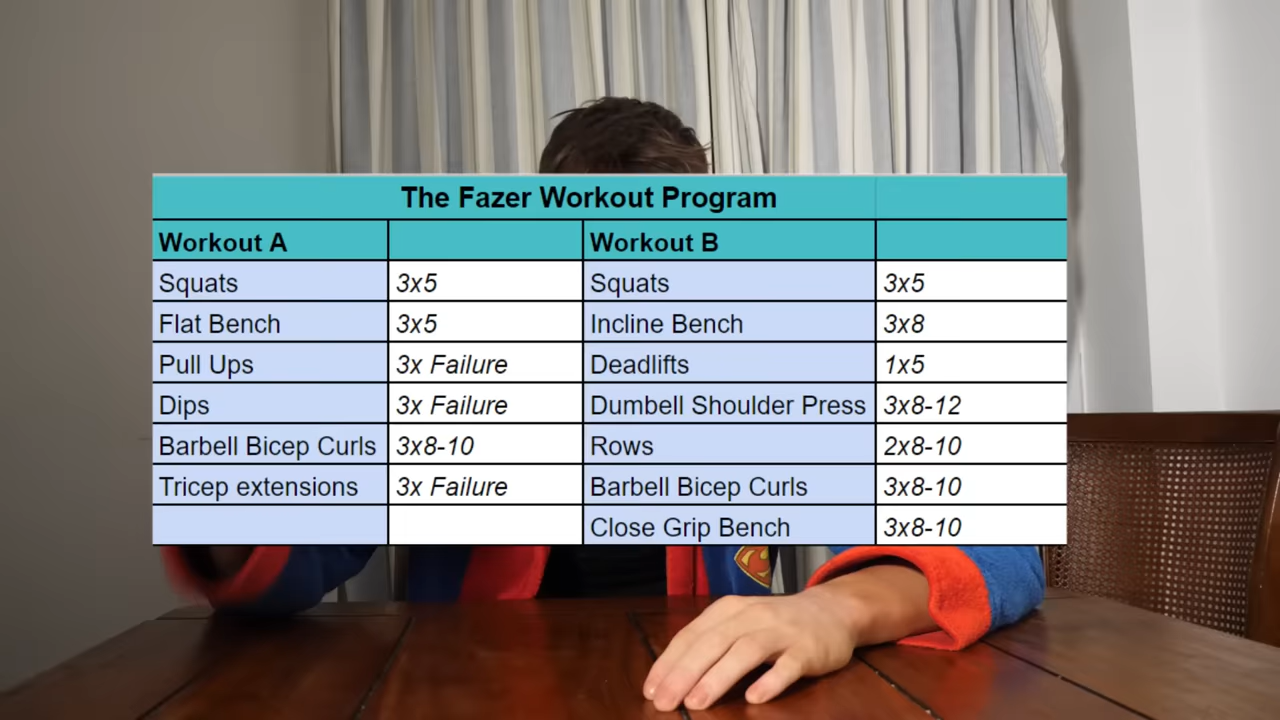 The Fazer Workout Program
Workout A Workout B
Squats 3x5 Squats 3x5
Flat Bench 3x5 Incline Bench 3x8
Pull Ups 3x Failure Deadlifts 1x5
Dips 3x Failure Dumbell Shoulder Press 3x8-12
Barbell Bicep Curls 3x8-10 Rows 2x8-10
Tricep extensions 3x Failure Barbell Bicep Curls 3x8-10
Close Grip Bench 3x8-10